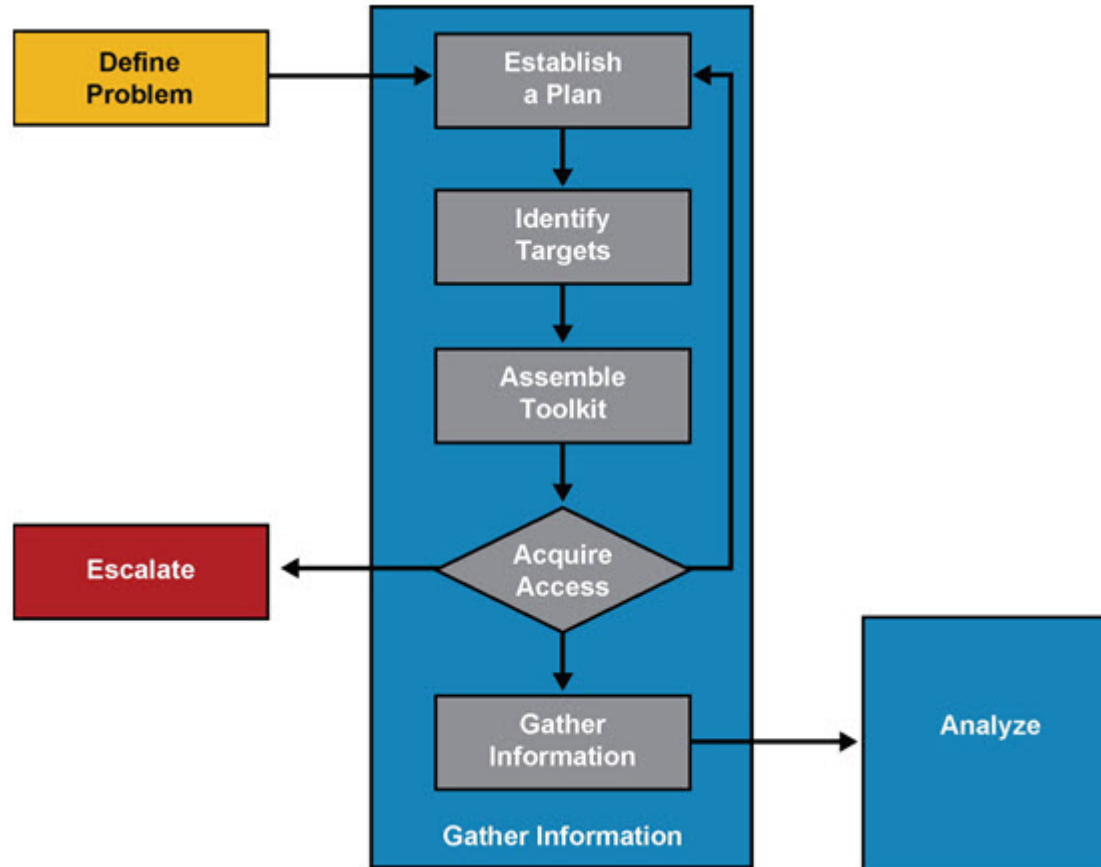 Define
Problem
Establish
a Plan
Identify
Targets
Assemble
Toolkit
Escalate
Acquire
Access
Gather
Information
Analyze
Gather Information